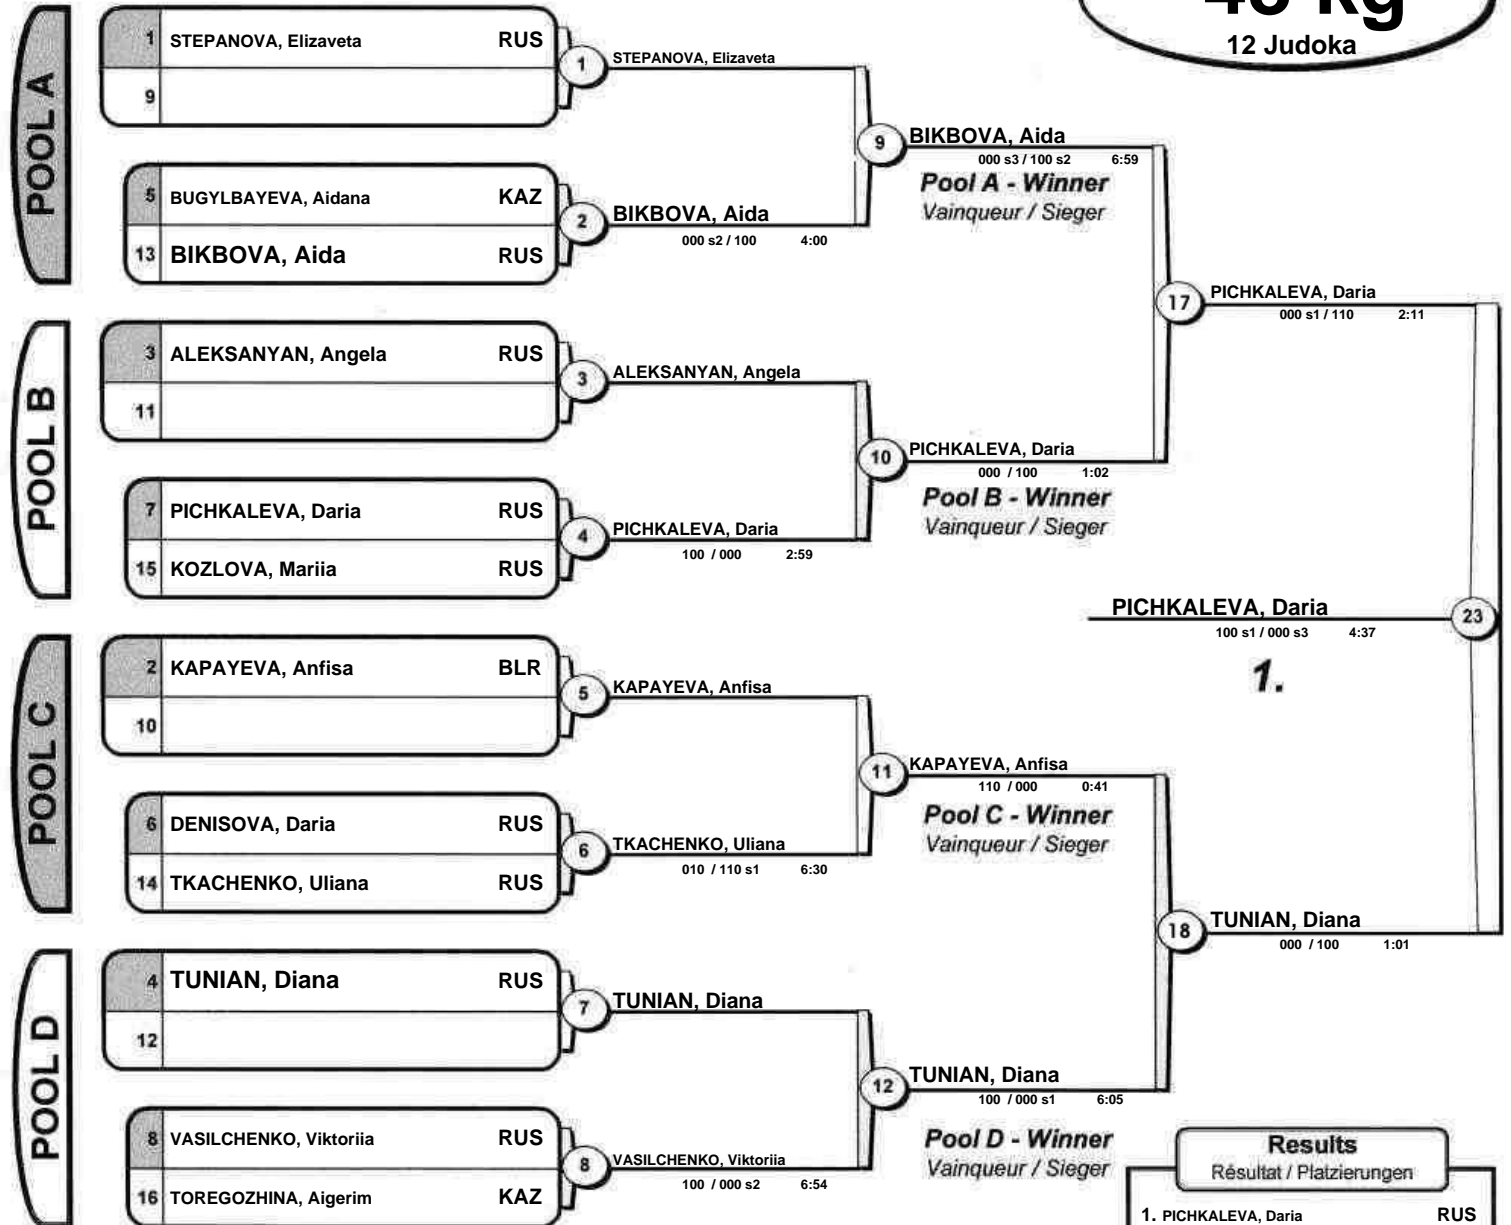 kg
12 Judoka
POOL A
1 STEPANOVA, Elizaveta RUS
9
1 STEPANOVA, Elizaveta
5 BUGYLBAYEVA, Aidana KAZ
13 BIKBOVA, Aida RUS
2 BIKBOVA, Aida
000 s2 / 100 4:00
9 BIKBOVA, Aida
000 s3 / 100 s2 6:59
Pool A - Winner
Vainqueur / Sieger
POOL B
3 ALEKSANYAN, Angela RUS
11
3 ALEKSANYAN, Angela
7 PICHKALEVA, Daria RUS
15 KOZLOVA, Mariia RUS
4 PICHKALEVA, Daria
100 / 000 2:59
10 PICHKALEVA, Daria
000 / 100 1:02
Pool B - Winner
Vainqueur / Sieger
17 PICHKALEVA, Daria
000 s1 / 110 2:11
PICHKALEVA, Daria 23
100 s1 / 000 s3 4:37
1.
POOL C
2 KAPAYEVA, Anfisa BLR
10
5 KAPAYEVA, Anfisa
6 DENISOVA, Daria RUS
14 TKACHENKO, Uliana RUS
6 TKACHENKO, Uliana
010 / 110 s1 6:30
11 KAPAYEVA, Anfisa
110 / 000 0:41
Pool C - Winner
Vainqueur / Sieger
18 TUNIAN, Diana
000 / 100 1:01
POOL D
4 TUNIAN, Diana RUS
12
7 TUNIAN, Diana
8 VASILCHENKO, Viktoriia RUS
16 TOREGOZHINA, Aigerim KAZ
8 VASILCHENKO, Viktoriia
100 / 000 s2 6:54
12 TUNIAN, Diana
100 / 000 s1 6:05
Pool D - Winner
Vainqueur / Sieger
Results
Résultat / Platzierungen
1. PICHKALEVA, Daria RUS